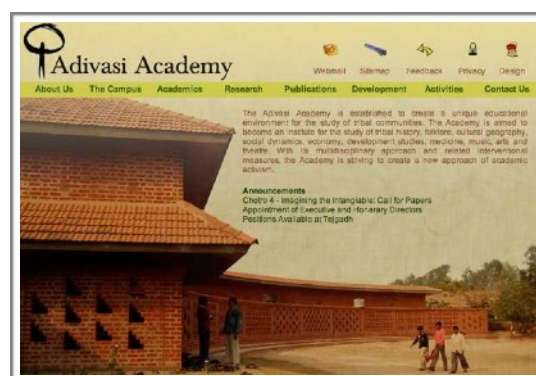 Adivasi Academy
Webmail Sitemap Feedback Privacy Design
About Us The Campus Academics Research Publications Development Activities Contact Us
The Adivasi Academy is established to create a unique educational
environment for the study of tribal communities. The Academy is aimed to
become an institute for the study of tribal history, folklore, cultural geography,
social dynamics, economy, development studies, medicine, music, arts and
theatre. With its multidisciplinary approach and related interventional
measures, the Academy is striving to create a new approach of academic
activism.
Announcements
Chotro 4 - Imagining the Intangiable: Call for Papers
Appointment of Executive and Honarary Directors
Positions Available at Tejgadh